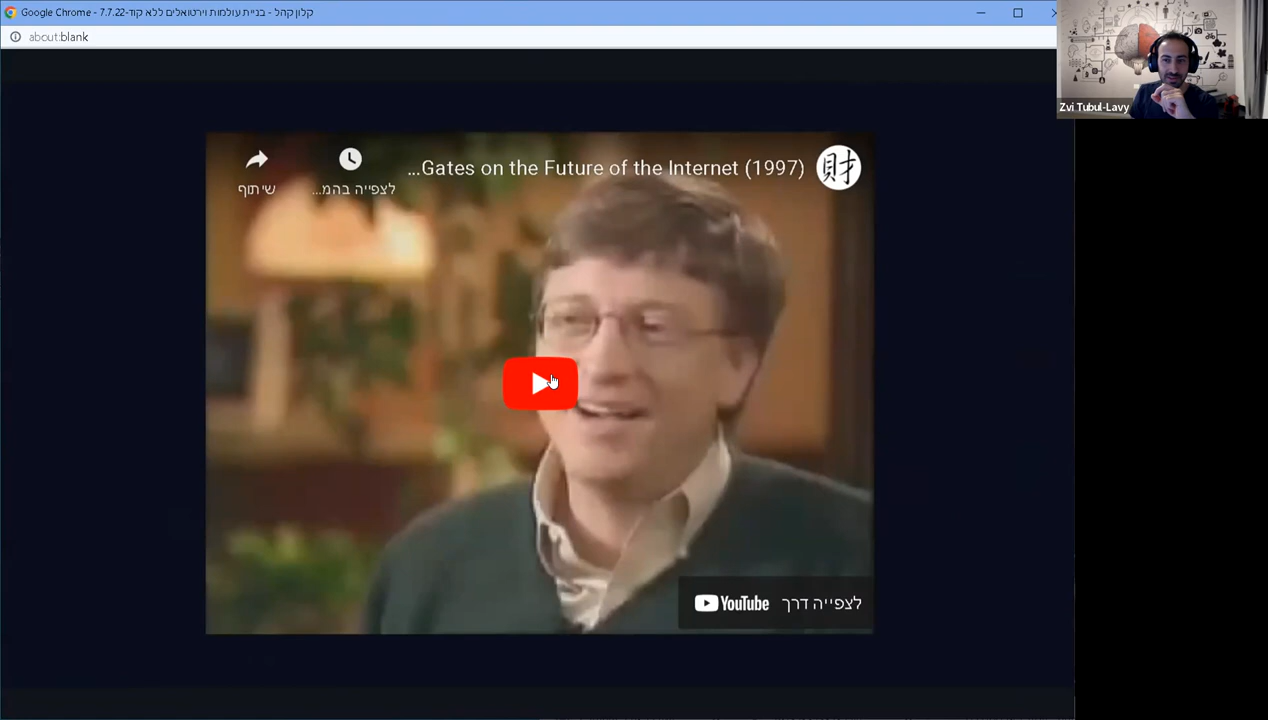 קלון קהל - בניית עולמות וירטואלים ללא קוד-7.7.22 - Google Chrome
about:blank
Zvi Tubul-Lavy
...Gates on the Future of the Internet (1997)
財
שיתוף
לצפייה בהמ...
לצפייה דרך YouTube